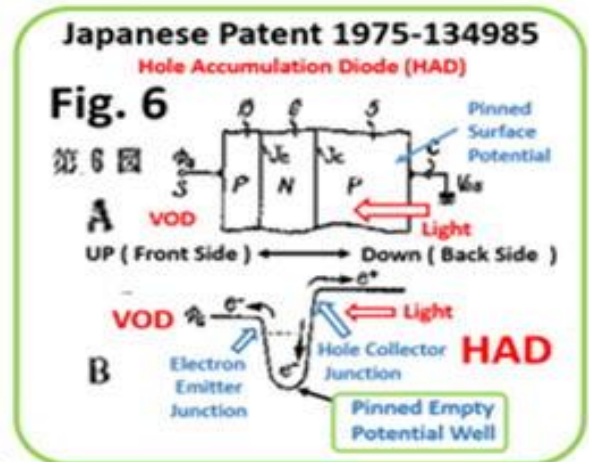 Japanese Patent 1975-134985
Hole Accumulation Diode (HAD)
Fig. 6
第 6 図
Pinned
Surface
Potential
Je
Jc
S
P
N
P
A
VOD
Light
UP ( Front Side )
Down ( Back Side )
e-
e+
VOD
Light
HAD
B
Electron
Emitter
Junction
e-
Hole Collector
Junction
Pinned Empty
Potential Well